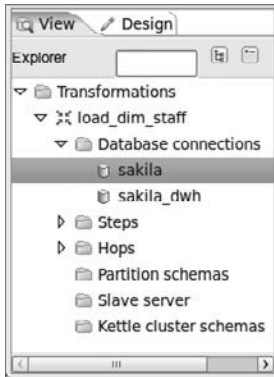 View Design
Explorer
Transformations
load_dim_staff
Database connections
sakila
sakila_dwh
Steps
Hops
Partition schemas
Slave server
Kettle cluster schemas